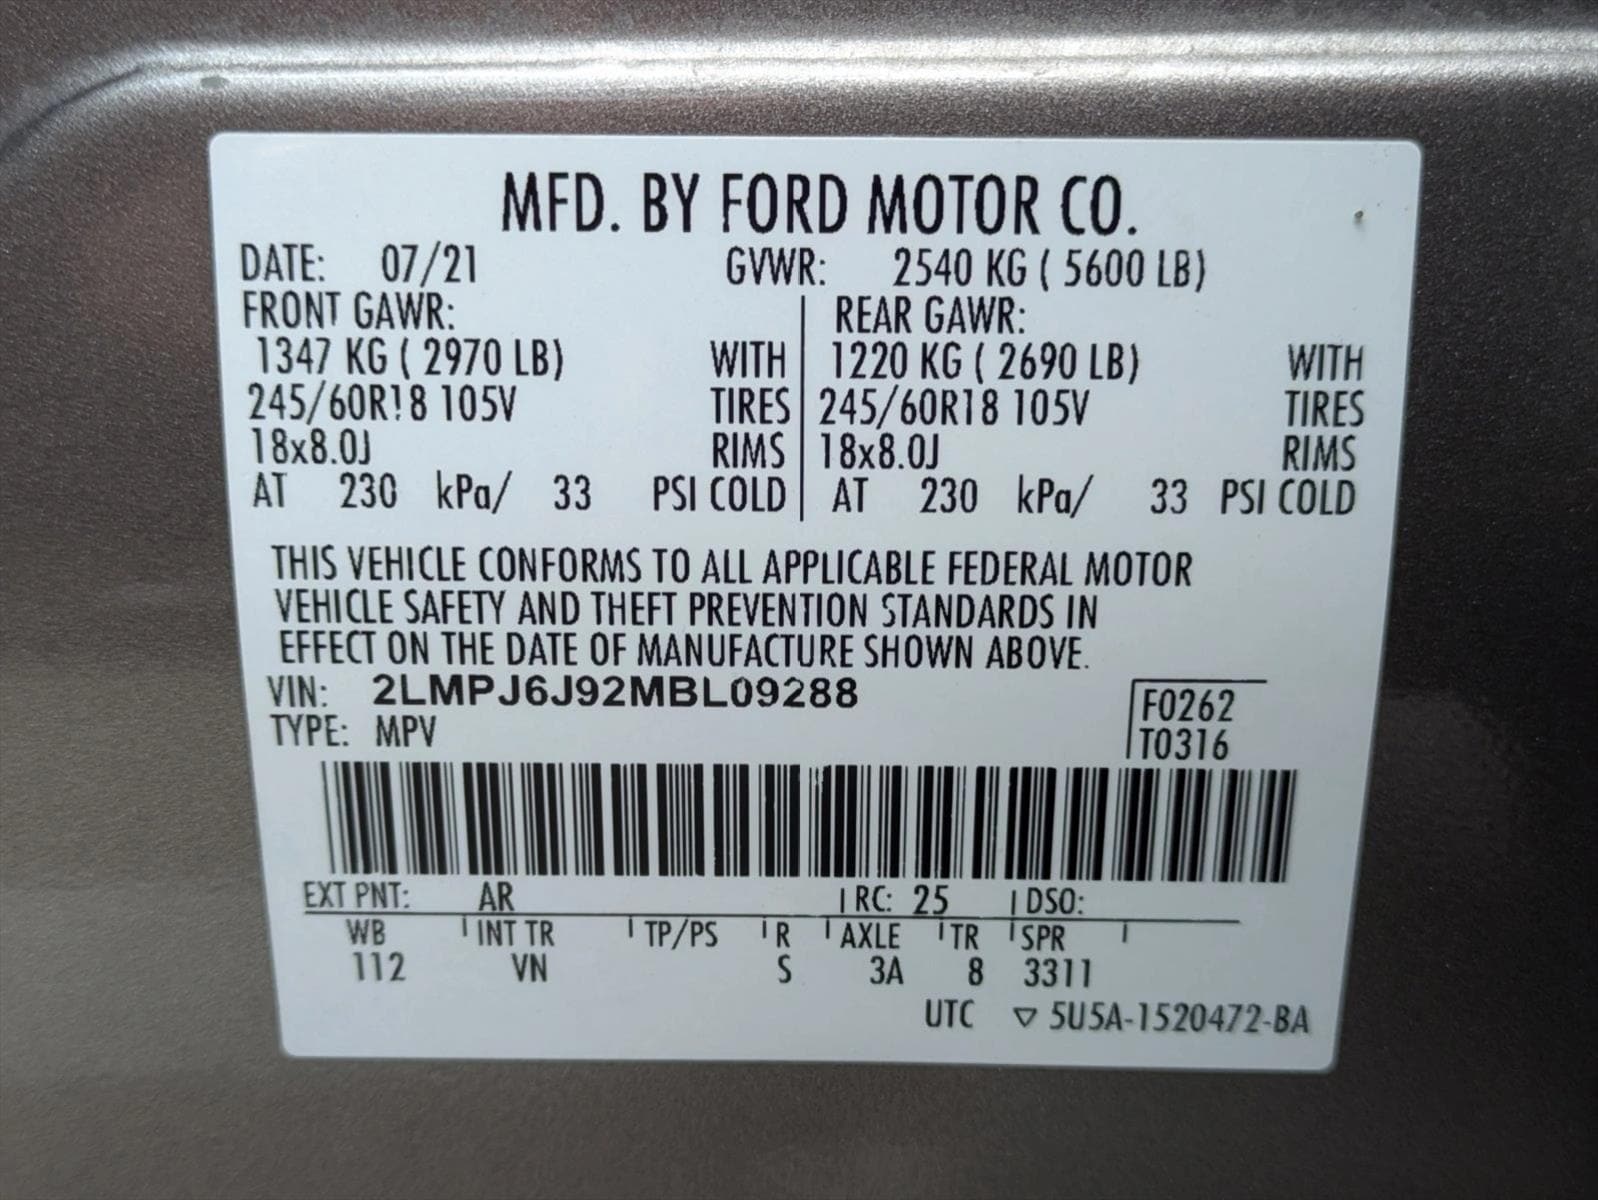 MFD. BY FORD MOTOR CO.
DATE: 07/21 GVWR: 2540 KG ( 5600 LB)
FRONT GAWR: REAR GAWR:
1347 KG ( 2970 LB) WITH 1220 KG ( 2690 LB) WITH
245/60R18 105V TIRES 245/60R18 105V TIRES
18x8.0J RIMS 18x8.0J RIMS
AT 230 kPa/ 33 PSI COLD AT 230 kPa/ 33 PSI COLD
THIS VEHICLE CONFORMS TO ALL APPLICABLE FEDERAL MOTOR
VEHICLE SAFETY AND THEFT PREVENTION STANDARDS IN
EFFECT ON THE DATE OF MANUFACTURE SHOWN ABOVE.
VIN: 2LMPJ6J92MBL09288 F0262
TYPE: MPV T0316
EXT PNT: AR RC: 25 DSO:
WB INT TR TP/PS R AXLE TR SPR
112 VN S 3A 8 3311
UTC ▽ 5U5A-1520472-BA